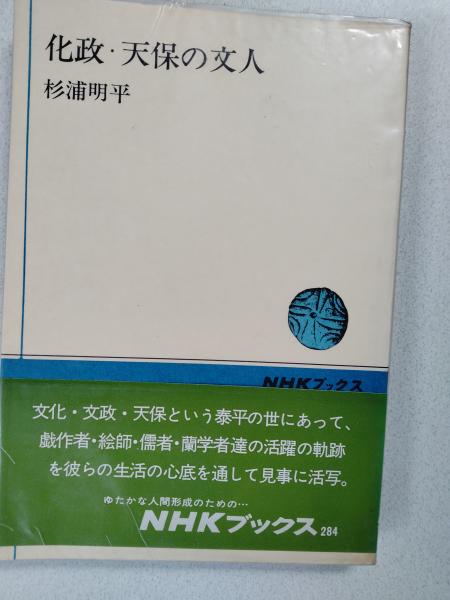 化政・天保の文人
杉浦明平
NHKブックス
文化・文政・天保という泰平の世にあって、
戯作者・絵師・儒者・蘭学者達の活躍の軌跡
を彼らの生活の心底を通して見事に活写。
ゆたかな人間形成のための…
NHKブックス284